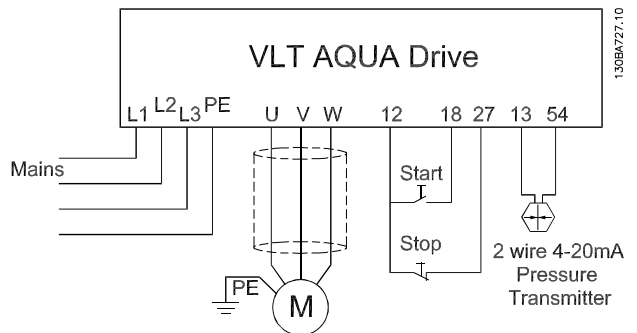 VLT AQUA Drive
130BA727.10
L1 L2 L3 PE U V W 12 18 27 13 54
Mains
Start
Stop
2 wire 4-20mA
Pressure
Transmitter
PE
M